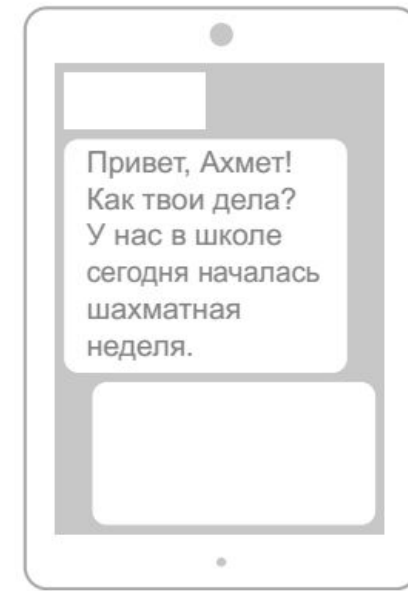 Привет, Ахмет!
Как твои дела?
У нас в школе
сегодня началась
шахматная
неделя.